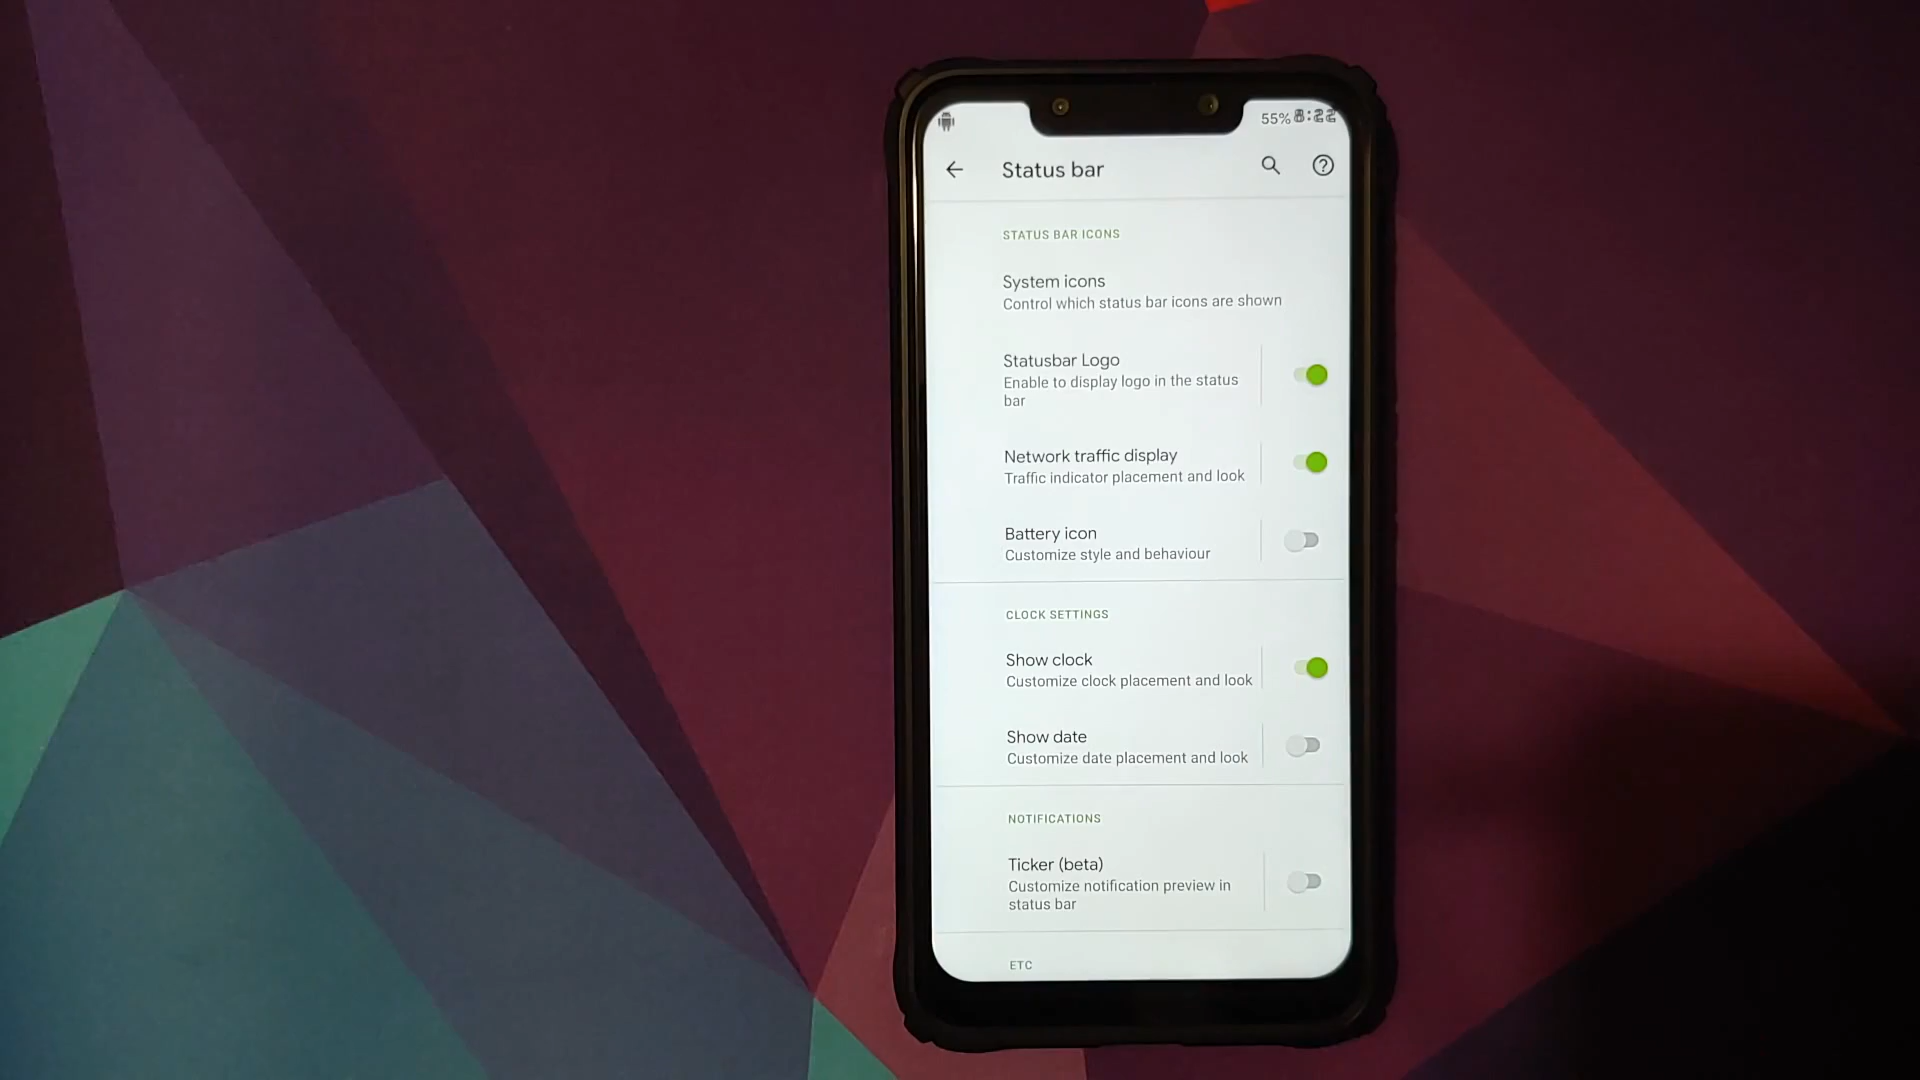 55% 8:22
Status bar
STATUS BAR ICONS
System icons
Control which status bar icons are shown
Statusbar Logo
Enable to display logo in the status
bar
Network traffic display
Traffic indicator placement and look
Battery icon
Customize style and behaviour
CLOCK SETTINGS
Show clock
Customize clock placement and look
Show date
Customize date placement and look
NOTIFICATIONS
Ticker (beta)
Customize notification preview in
status bar
ETC